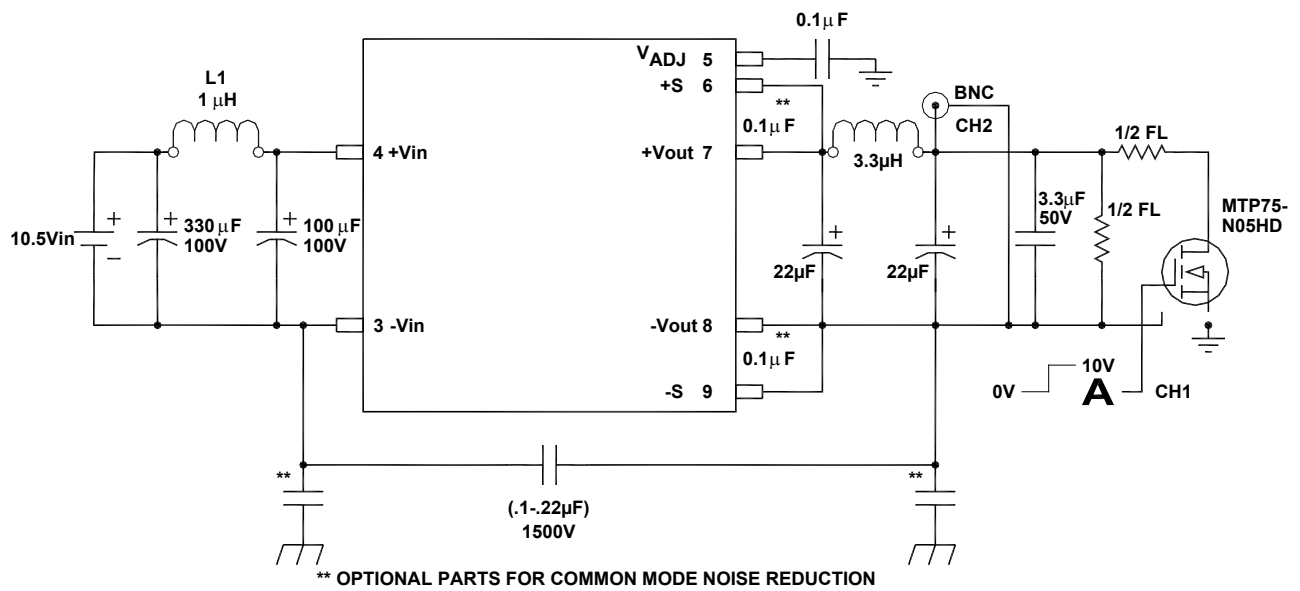 0.1μF
VADJ 5
+S 6
L1
1 μH
**
BNC
CH2
0.1μF
1/2 FL
4 +Vin
+Vout 7
3.3μH
3.3μF
50V
1/2 FL
MTP75-
N05HD
+
330 μF
100V
+
100 μF
100V
+
10.5Vin
–
+
22μF
+
22μF
3 -Vin
-Vout 8
**
0.1μF
10V
0V
A
CH1
-S 9
**
**
(.1-.22μF)
1500V
** OPTIONAL PARTS FOR COMMON MODE NOISE REDUCTION